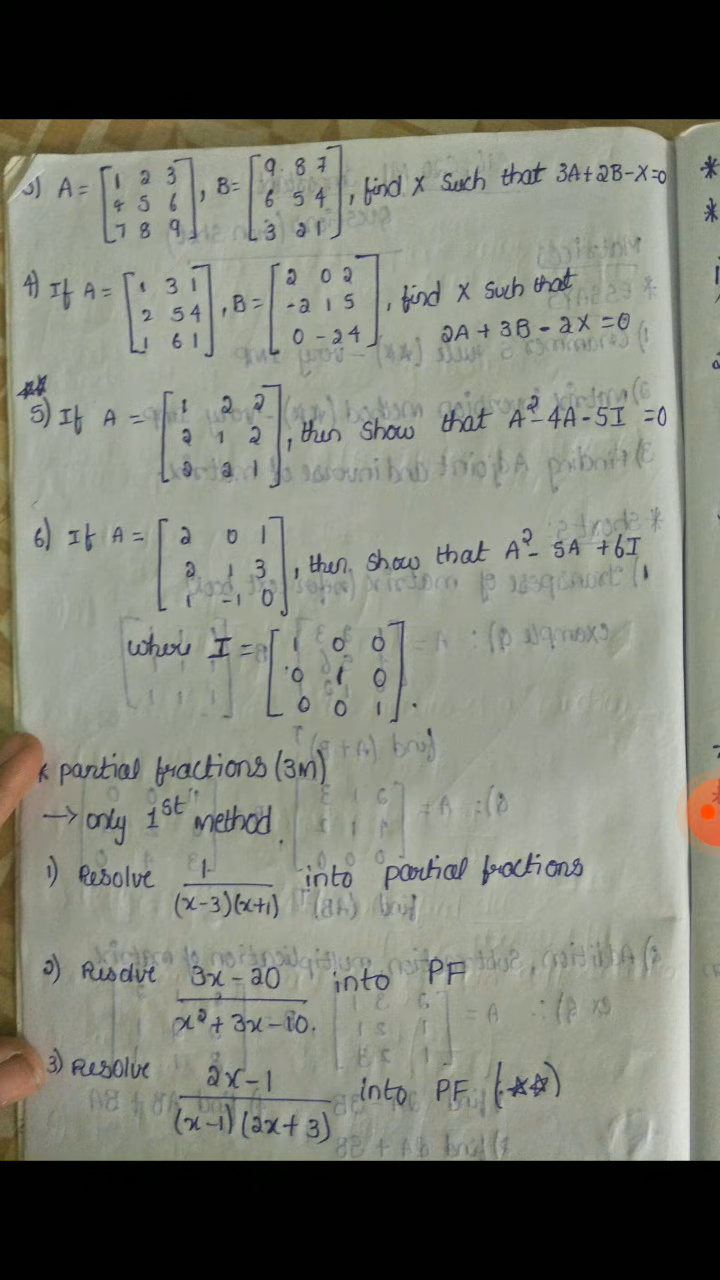 3) A = [1 2 3; 4 5 6; 7 8 9], B = [9 8 7; 6 5 4; 3 2 1], find x such that 3A+2B-X=0
4) If A = [1 3 1; 2 5 4; 1 6 1], B = [2 0 2; -2 1 5; 0 -2 4], find x such that
2A + 3B - 2X = 0
**
5) If A = [1 2 2; 2 1 2; 2 2 1], then show that A²-4A-5I=0
6) If A = [2 0 1; 2 1 3; 1 -1 0], then show that A²-5A+6I
where I = [1 0 0; 0 1 0; 0 0 1].
* partial fractions (3M)
→ only 1st method.
1) Resolve 1/(x-3)(x+1) into partial fractions
2) Resolve 3x-20/x²+3x-10. into PF
3) Resolve 2x-1/(x-1)(2x+3) into PF (**)